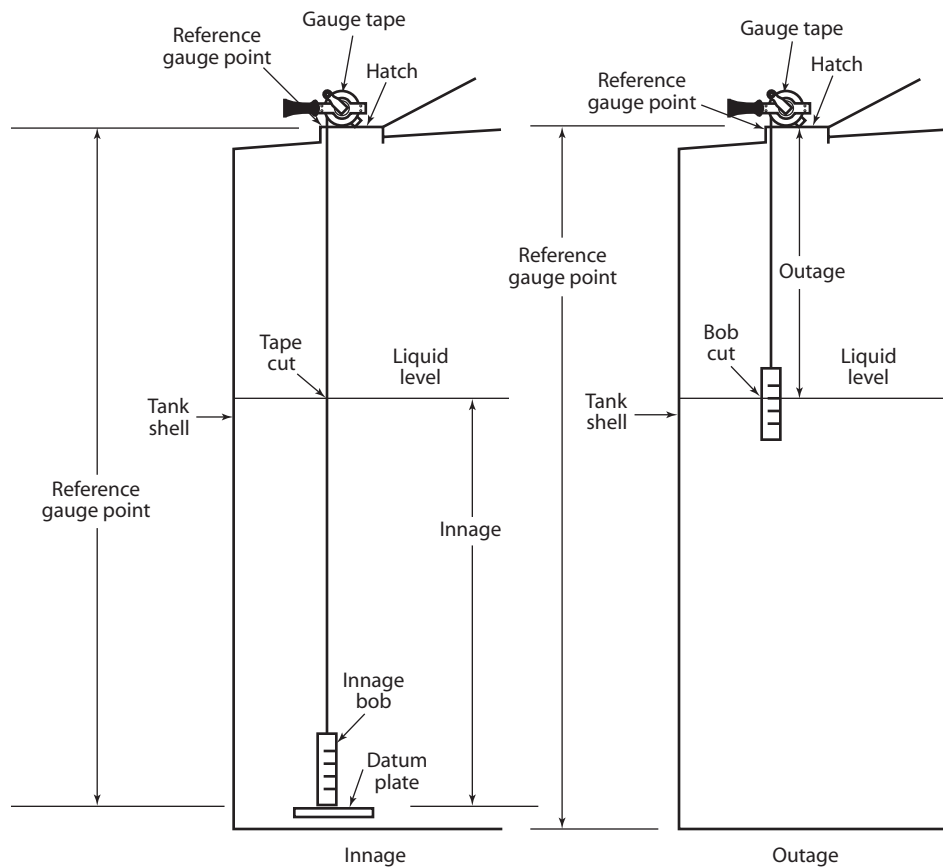 Gauge tape
Reference
gauge point
Hatch
Tape
cut
Liquid
level
Tank
shell
Reference
gauge point
Innage
Innage
bob
Datum
plate
Innage
Gauge tape
Reference
gauge point
Hatch
Reference
gauge point
Outage
Bob
cut
Liquid
level
Tank
shell
Outage